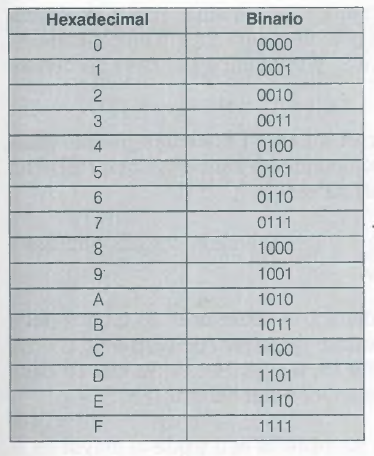 Hexadecimal Binario
0 0000
1 0001
2 0010
3 0011
4 0100
5 0101
6 0110
7 0111
8 1000
9 1001
A 1010
B 1011
C 1100
D 1101
E 1110
F 1111